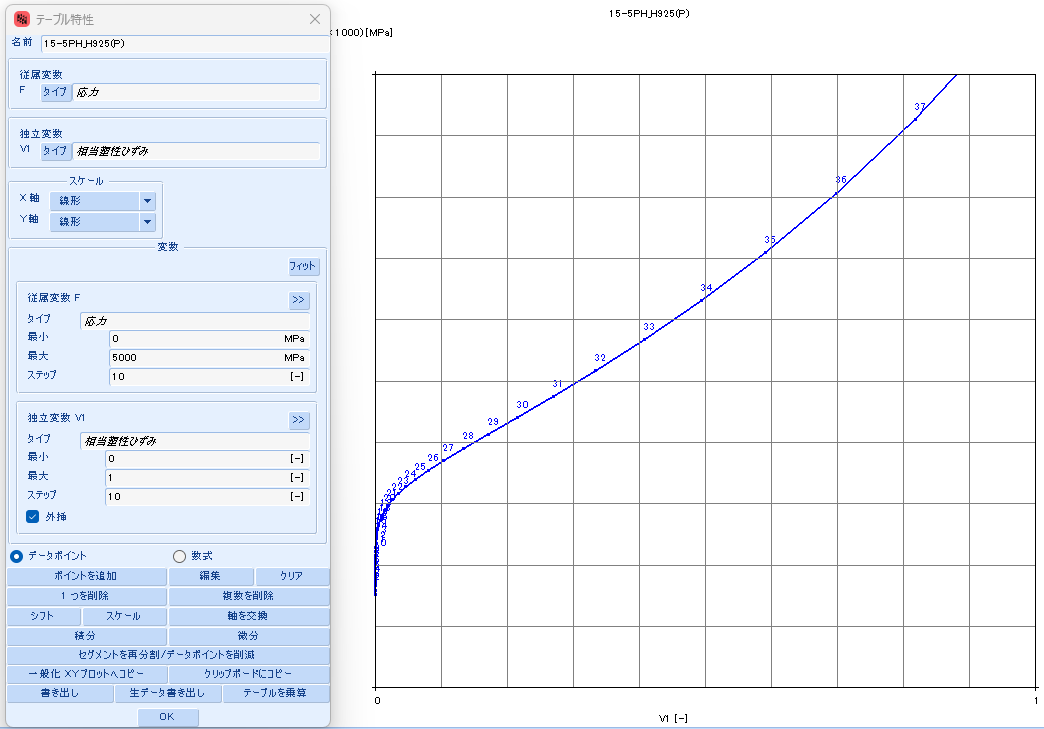 テーブル特性
名前 15-5PH_H925(P)
従属変数
F タイプ 応力
独立変数
V1 タイプ 相当塑性ひずみ
スケール
X 軸 線形
Y 軸 線形
変数
フィット
従属変数 F >>
タイプ 応力
最小 0 MPa
最大 5000 MPa
ステップ 10 [-]
独立変数 V1 >>
タイプ 相当塑性ひずみ
最小 0 [-]
最大 1 [-]
ステップ 10 [-]
外挿
データポイント 数式
ポイントを追加 編集 クリア
1 つを削除 複数を削除
シフト スケール 軸を交換
積分 微分
セグメントを再分割/データポイントを削減
一般化 XYプロットへコピー クリップボードにコピー
書き出し 生データ書き出し テーブルを乗算
OK
15-5PH_H925(P)
×1000)[MPa]
37
36
35
34
33
32
31
30
29
28
27
26
25
24
23
0 1
V1 [-]